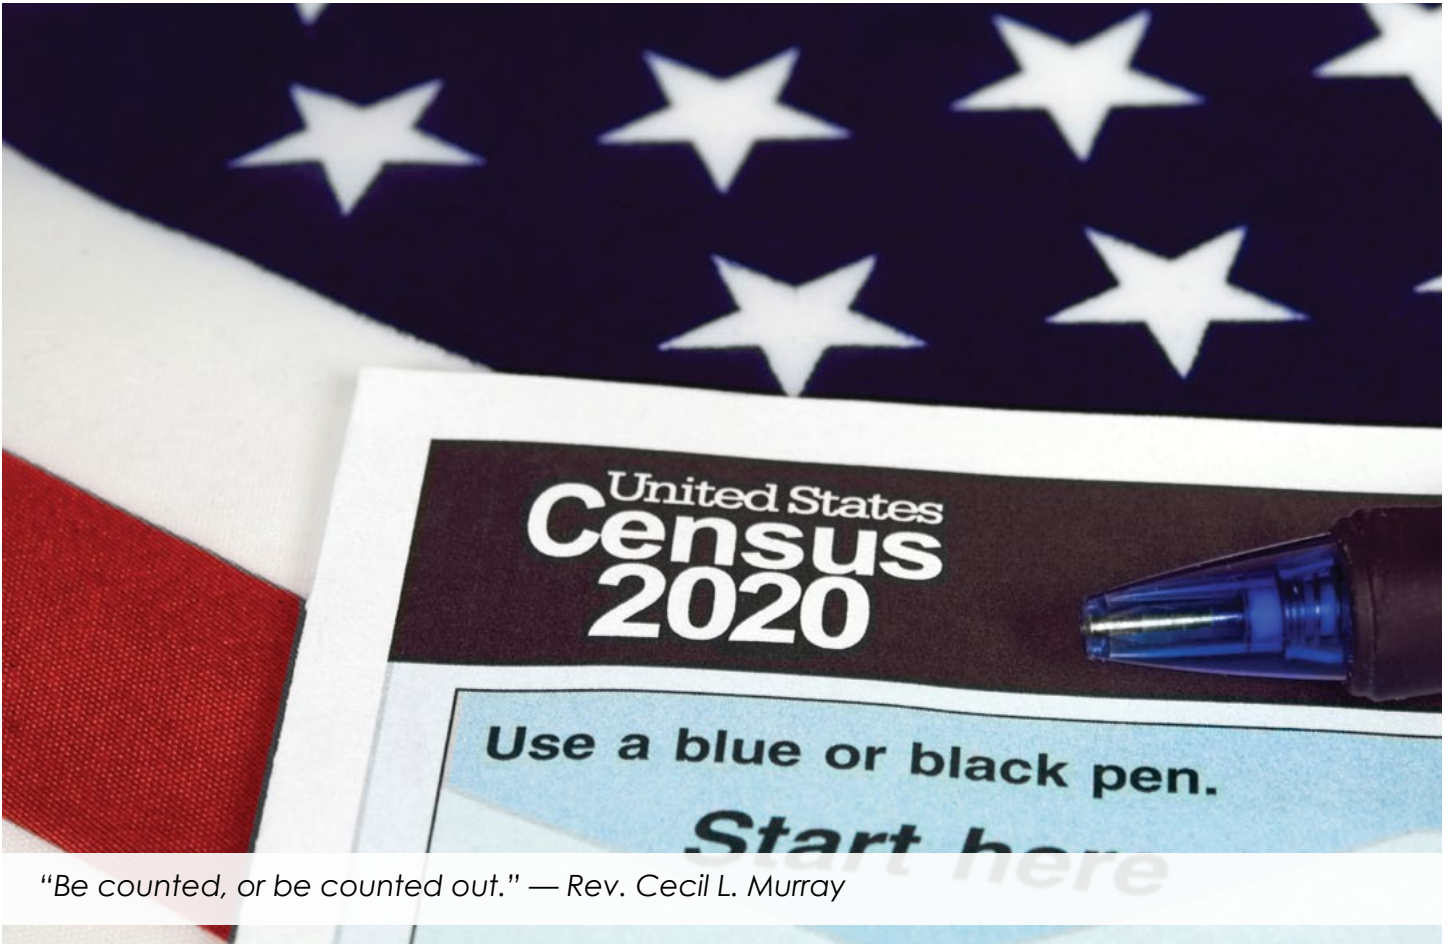 United States
Census
2020
Use a blue or black pen.
Start here
“Be counted, or be counted out.” — Rev. Cecil L. Murray